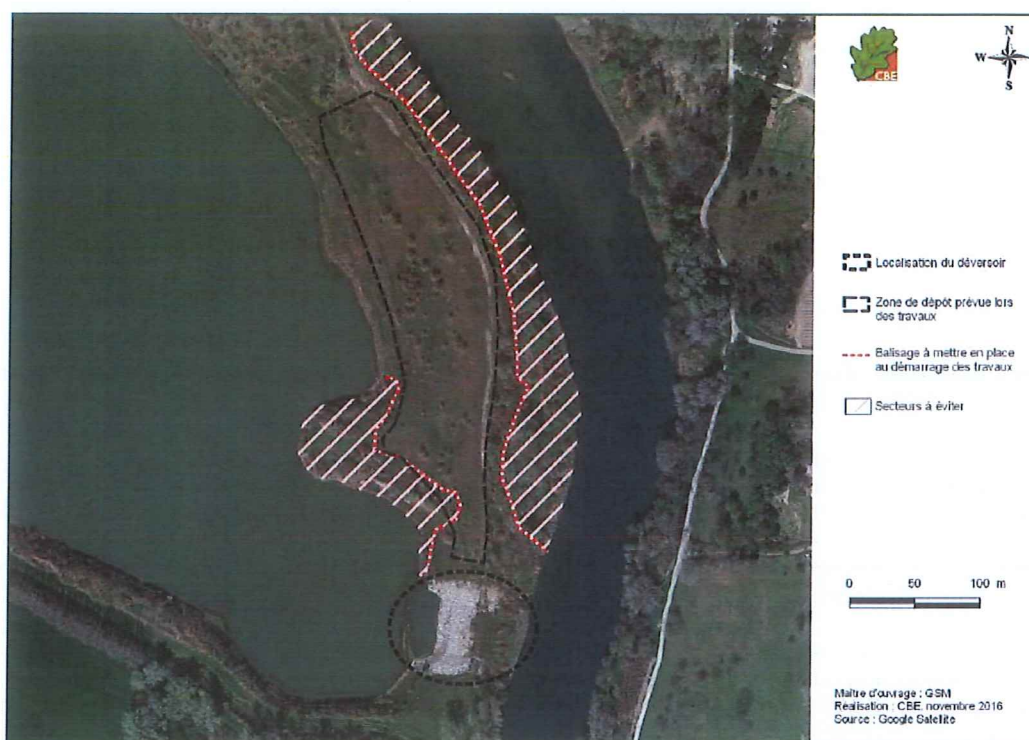 CBE
N
W
E
S
Localisation du déversoir
Zone de dépôt prévue lors
des travaux
Balisage à mettre en place
au démarrage des travaux
Secteurs à éviter
0 50 100 m
Maître d'ouvrage : GSM
Réalisation : CBE, novembre 2016
Source : Google Satellite